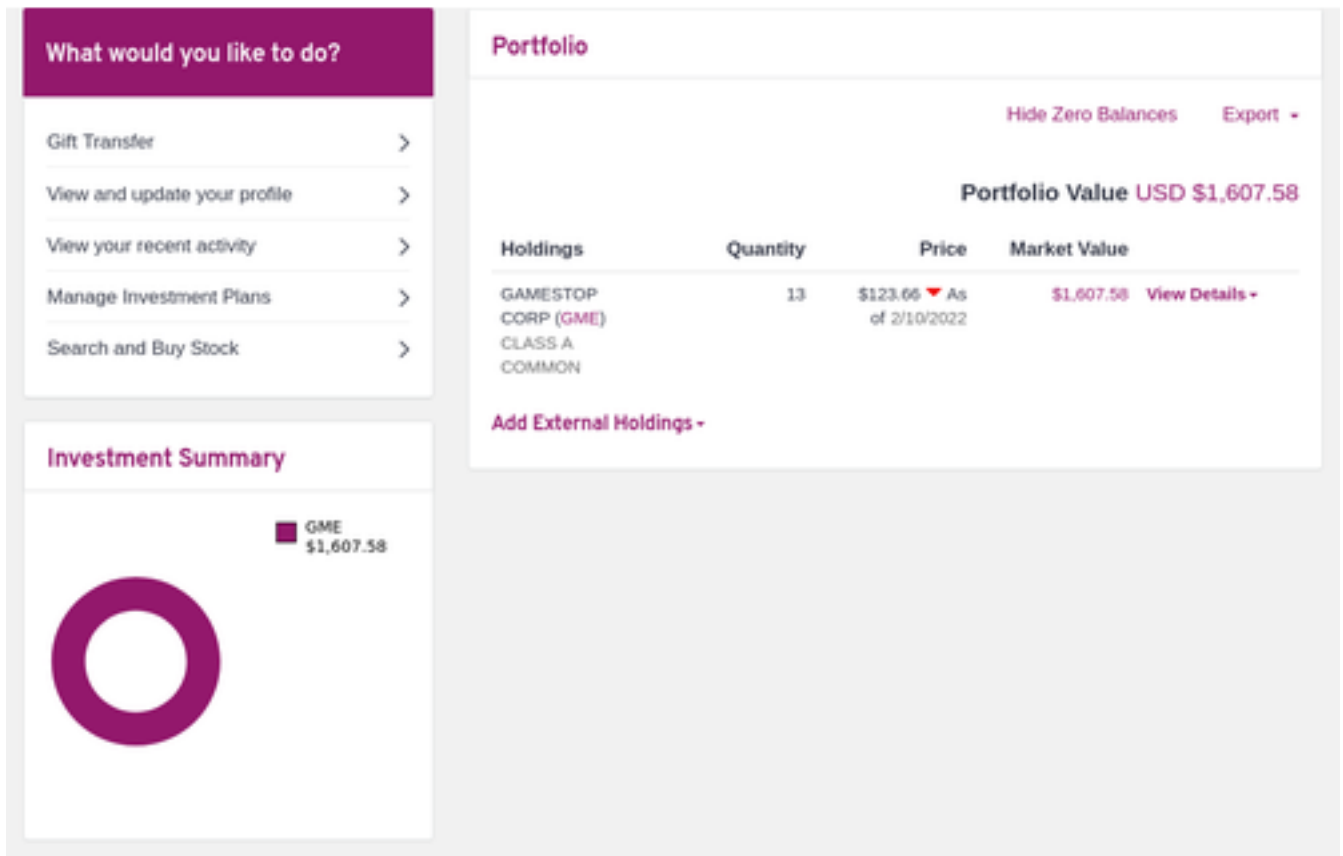 What would you like to do?
Gift Transfer
View and update your profile
View your recent activity
Manage Investment Plans
Search and Buy Stock
Investment Summary
GME
$1,607.58
Portfolio
Hide Zero Balances Export
Portfolio Value USD $1,607.58
Holdings Quantity Price Market Value
GAMESTOP 13 $123.66 As $1,607.58 View Details
CORP (GME) of 2/10/2022
CLASS A
COMMON
Add External Holdings